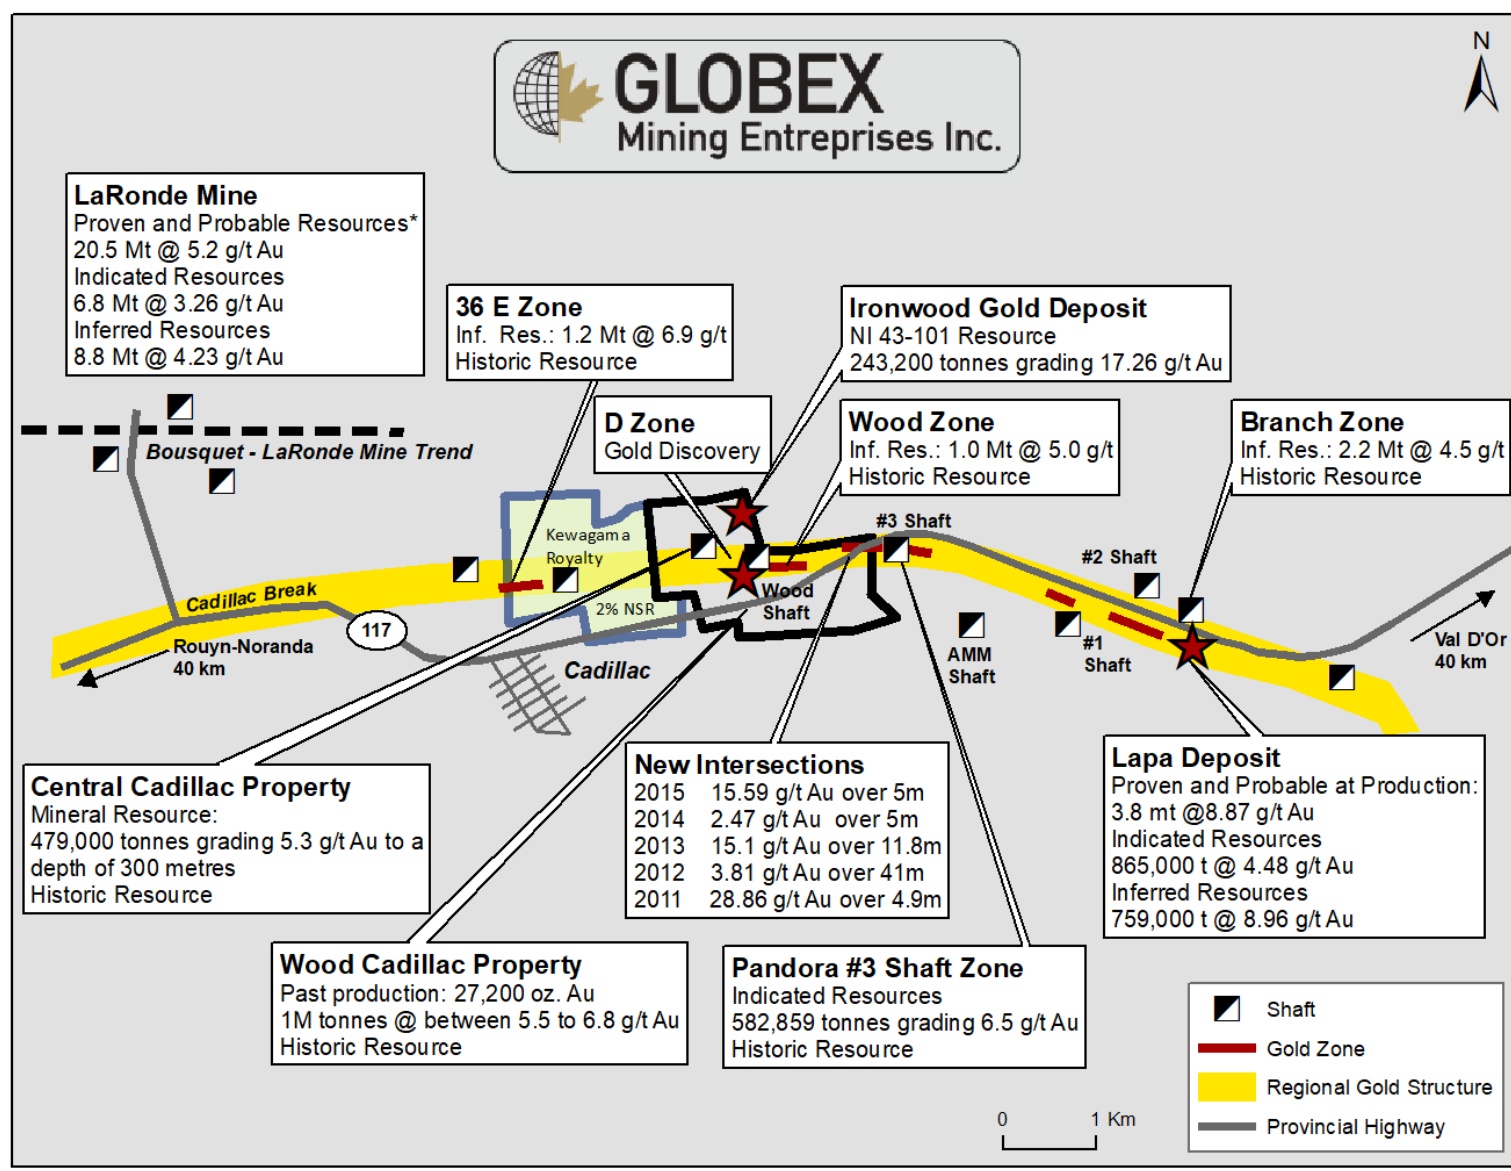 N
GLOBEX
Mining Entreprises Inc.
LaRonde Mine
Proven and Probable Resources*
20.5 Mt @ 5.2 g/t Au
Indicated Resources
6.8 Mt @ 3.26 g/t Au
Inferred Resources
8.8 Mt @ 4.23 g/t Au
36 E Zone
Inf. Res.: 1.2 Mt @ 6.9 g/t
Historic Resource
Ironwood Gold Deposit
NI 43-101 Resource
243,200 tonnes grading 17.26 g/t Au
D Zone
Gold Discovery
Wood Zone
Inf. Res.: 1.0 Mt @ 5.0 g/t
Historic Resource
Branch Zone
Inf. Res.: 2.2 Mt @ 4.5 g/t
Historic Resource
Bousquet - LaRonde Mine Trend
Kewagama
Royalty
2% NSR
#3 Shaft
#2 Shaft
Wood
Shaft
Cadillac Break
117
Rouyn-Noranda
40 km
Cadillac
AMM
Shaft
#1
Shaft
Val D'Or
40 km
Central Cadillac Property
Mineral Resource:
479,000 tonnes grading 5.3 g/t Au to a
depth of 300 metres
Historic Resource
New Intersections
2015 15.59 g/t Au over 5m
2014 2.47 g/t Au over 5m
2013 15.1 g/t Au over 11.8m
2012 3.81 g/t Au over 41m
2011 28.86 g/t Au over 4.9m
Lapa Deposit
Proven and Probable at Production:
3.8 mt @8.87 g/t Au
Indicated Resources
865,000 t @ 4.48 g/t Au
Inferred Resources
759,000 t @ 8.96 g/t Au
Wood Cadillac Property
Past production: 27,200 oz. Au
1M tonnes @ between 5.5 to 6.8 g/t Au
Historic Resource
Pandora #3 Shaft Zone
Indicated Resources
582,859 tonnes grading 6.5 g/t Au
Historic Resource
Shaft
Gold Zone
Regional Gold Structure
Provincial Highway
0 1 Km